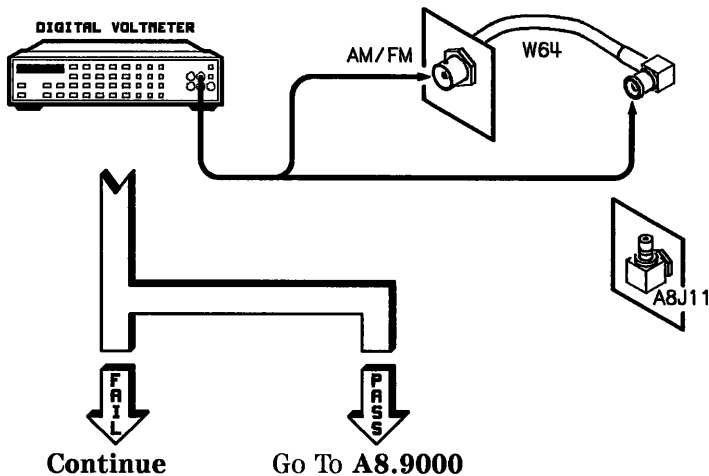 DIGITAL VOLTMETER
AM/FM
W64
A8J11
FAIL
PASS
Continue
Go To A8.9000